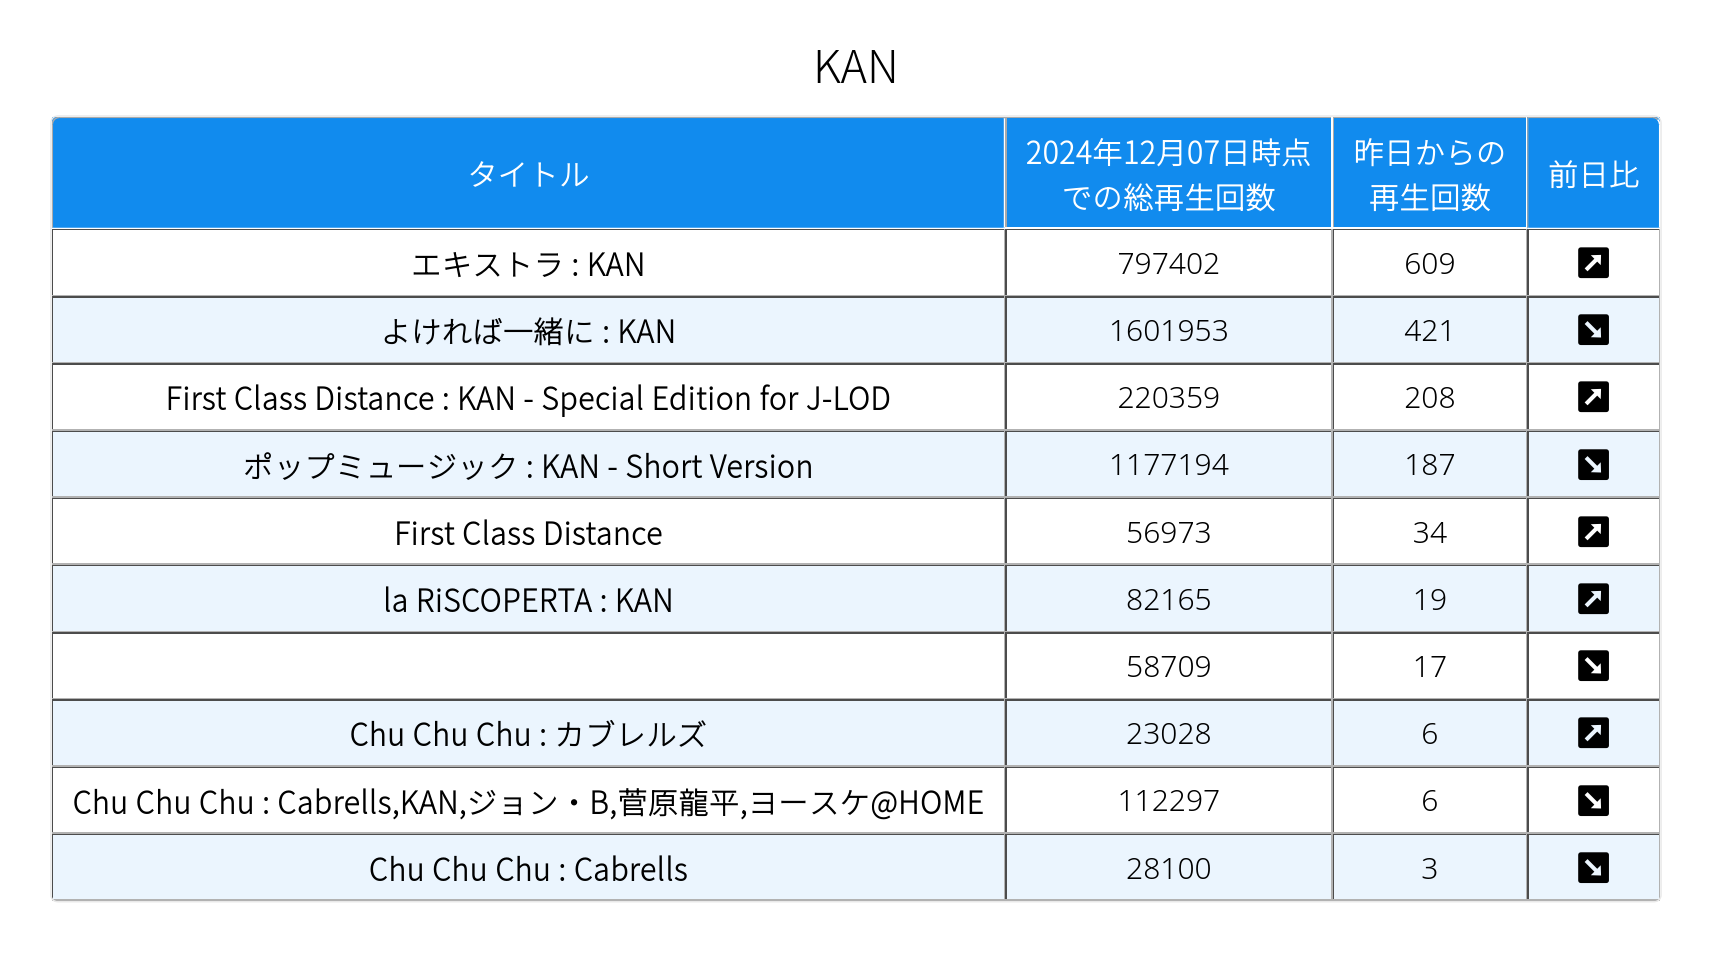 KAN
タイトル
2024年12月07日時点
での総再生回数
昨日からの
再生回数
前日比
エキストラ : KAN 797402 609
よければ一緒に : KAN 1601953 421
First Class Distance : KAN - Special Edition for J-LOD 220359 208
ポップミュージック : KAN - Short Version 1177194 187
First Class Distance 56973 34
la RiSCOPERTA : KAN 82165 19
58709 17
Chu Chu Chu : カブレルズ 23028 6
Chu Chu Chu : Cabrells,KAN,ジョン・B,菅原龍平,ヨースケ@HOME 112297 6
Chu Chu Chu : Cabrells 28100 3